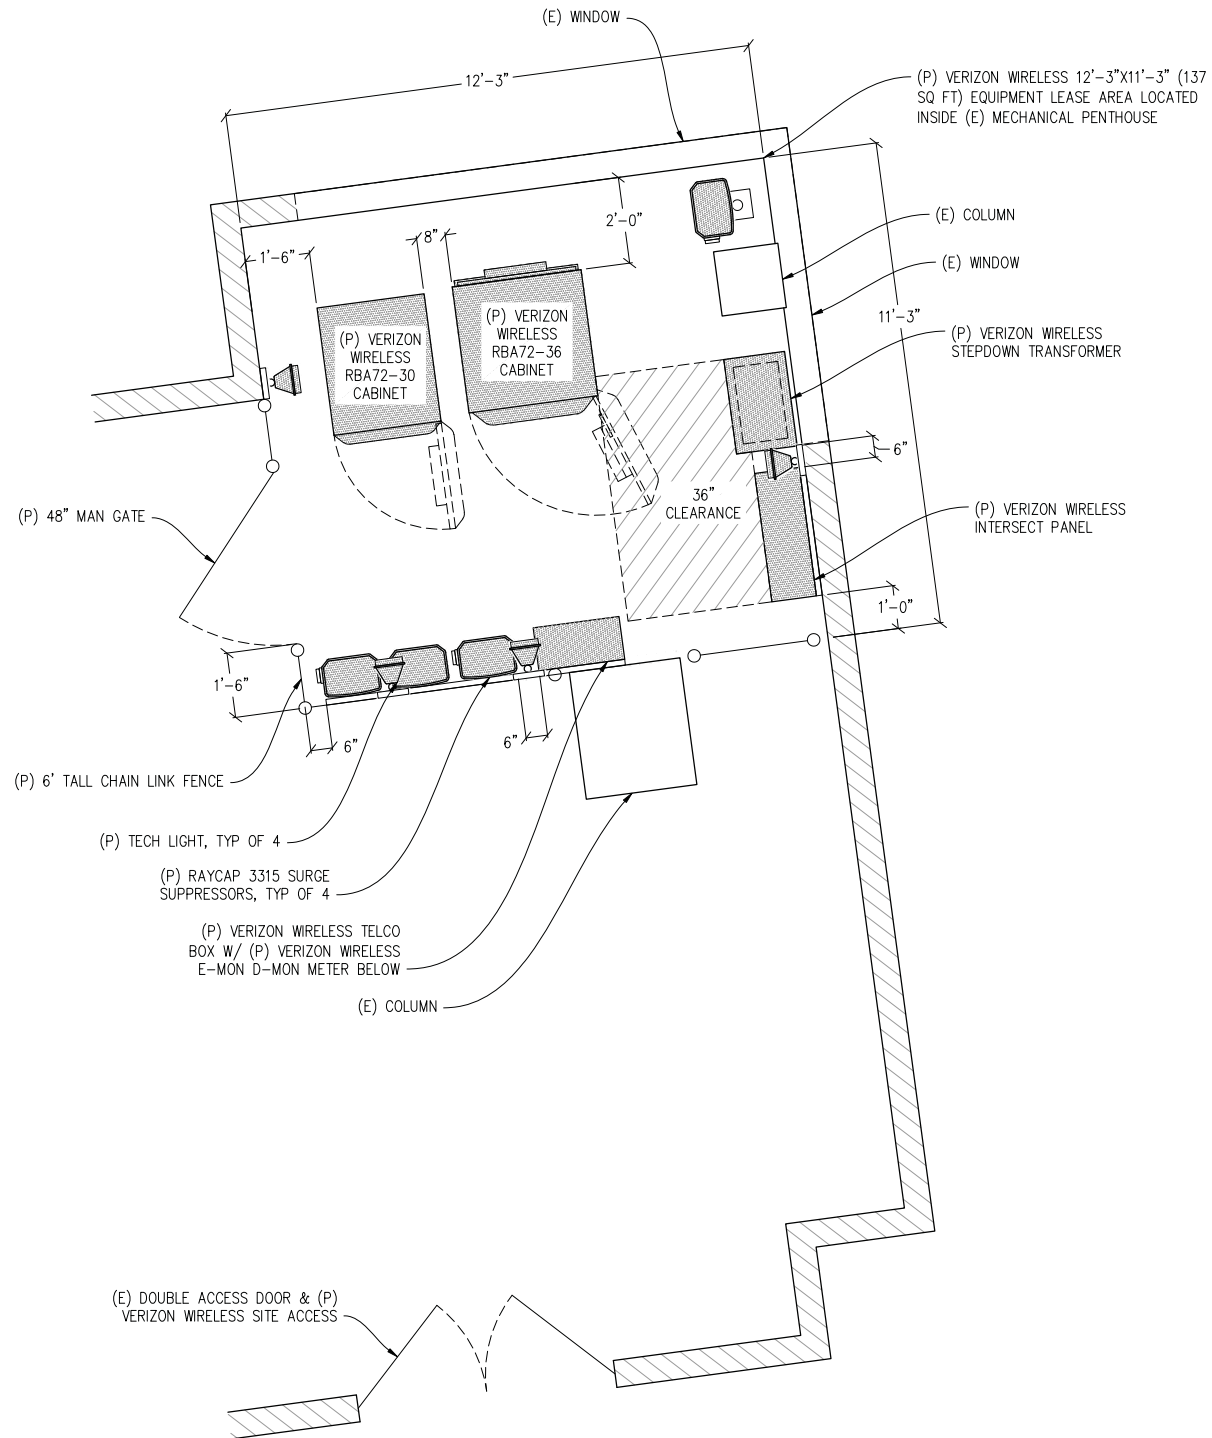 (E) WINDOW
12'-3"
(P) VERIZON WIRELESS 12'-3"X11'-3" (137
SQ FT) EQUIPMENT LEASE AREA LOCATED
INSIDE (E) MECHANICAL PENTHOUSE
2'-0"
(E) COLUMN
8"
1'-6"
(E) WINDOW
11'-3"
(P) VERIZON
WIRELESS
RBA72-36
CABINET
(P) VERIZON
WIRELESS
RBA72-30
CABINET
(P) VERIZON WIRELESS
STEPDOWN TRANSFORMER
6"
36"
CLEARANCE
(P) 48" MAN GATE
(P) VERIZON WIRELESS
INTERSECT PANEL
1'-0"
1'-6"
6"
6"
(P) 6' TALL CHAIN LINK FENCE
(P) TECH LIGHT, TYP OF 4
(P) RAYCAP 3315 SURGE
SUPPRESSORS, TYP OF 4
(P) VERIZON WIRELESS TELCO
BOX W/ (P) VERIZON WIRELESS
E-MON D-MON METER BELOW
(E) COLUMN
(E) DOUBLE ACCESS DOOR & (P)
VERIZON WIRELESS SITE ACCESS